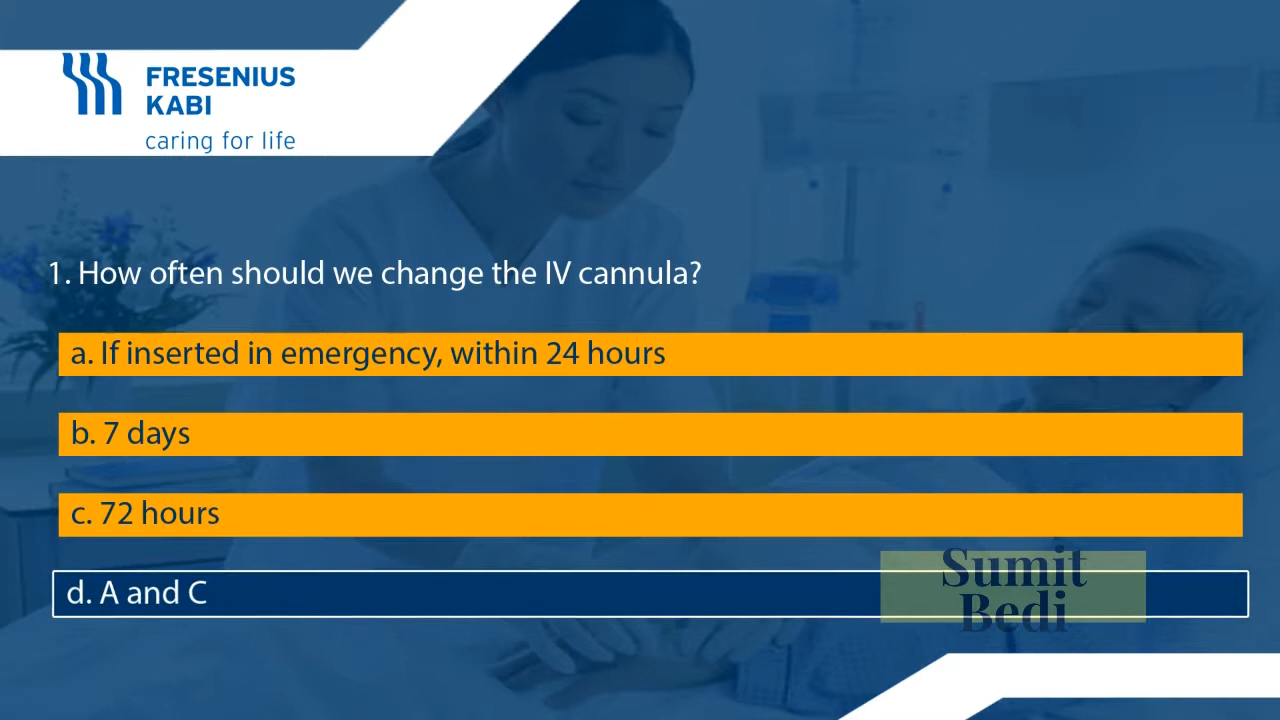 FRESENIUS
KABI
caring for life
1. How often should we change the IV cannula?
a. If inserted in emergency, within 24 hours
b. 7 days
c. 72 hours
d. A and C
Sumit
Bedi